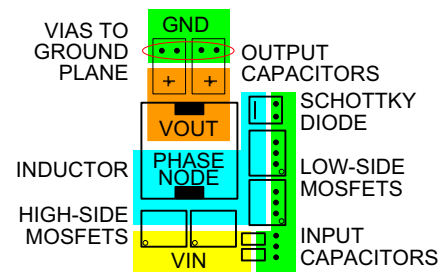 GND
VIAS TO
GROUND
PLANE
OUTPUT
CAPACITORS
VOUT
SCHOTTKY
DIODE
INDUCTOR
PHASE
NODE
LOW-SIDE
MOSFETS
HIGH-SIDE
MOSFETS
VIN
INPUT
CAPACITORS